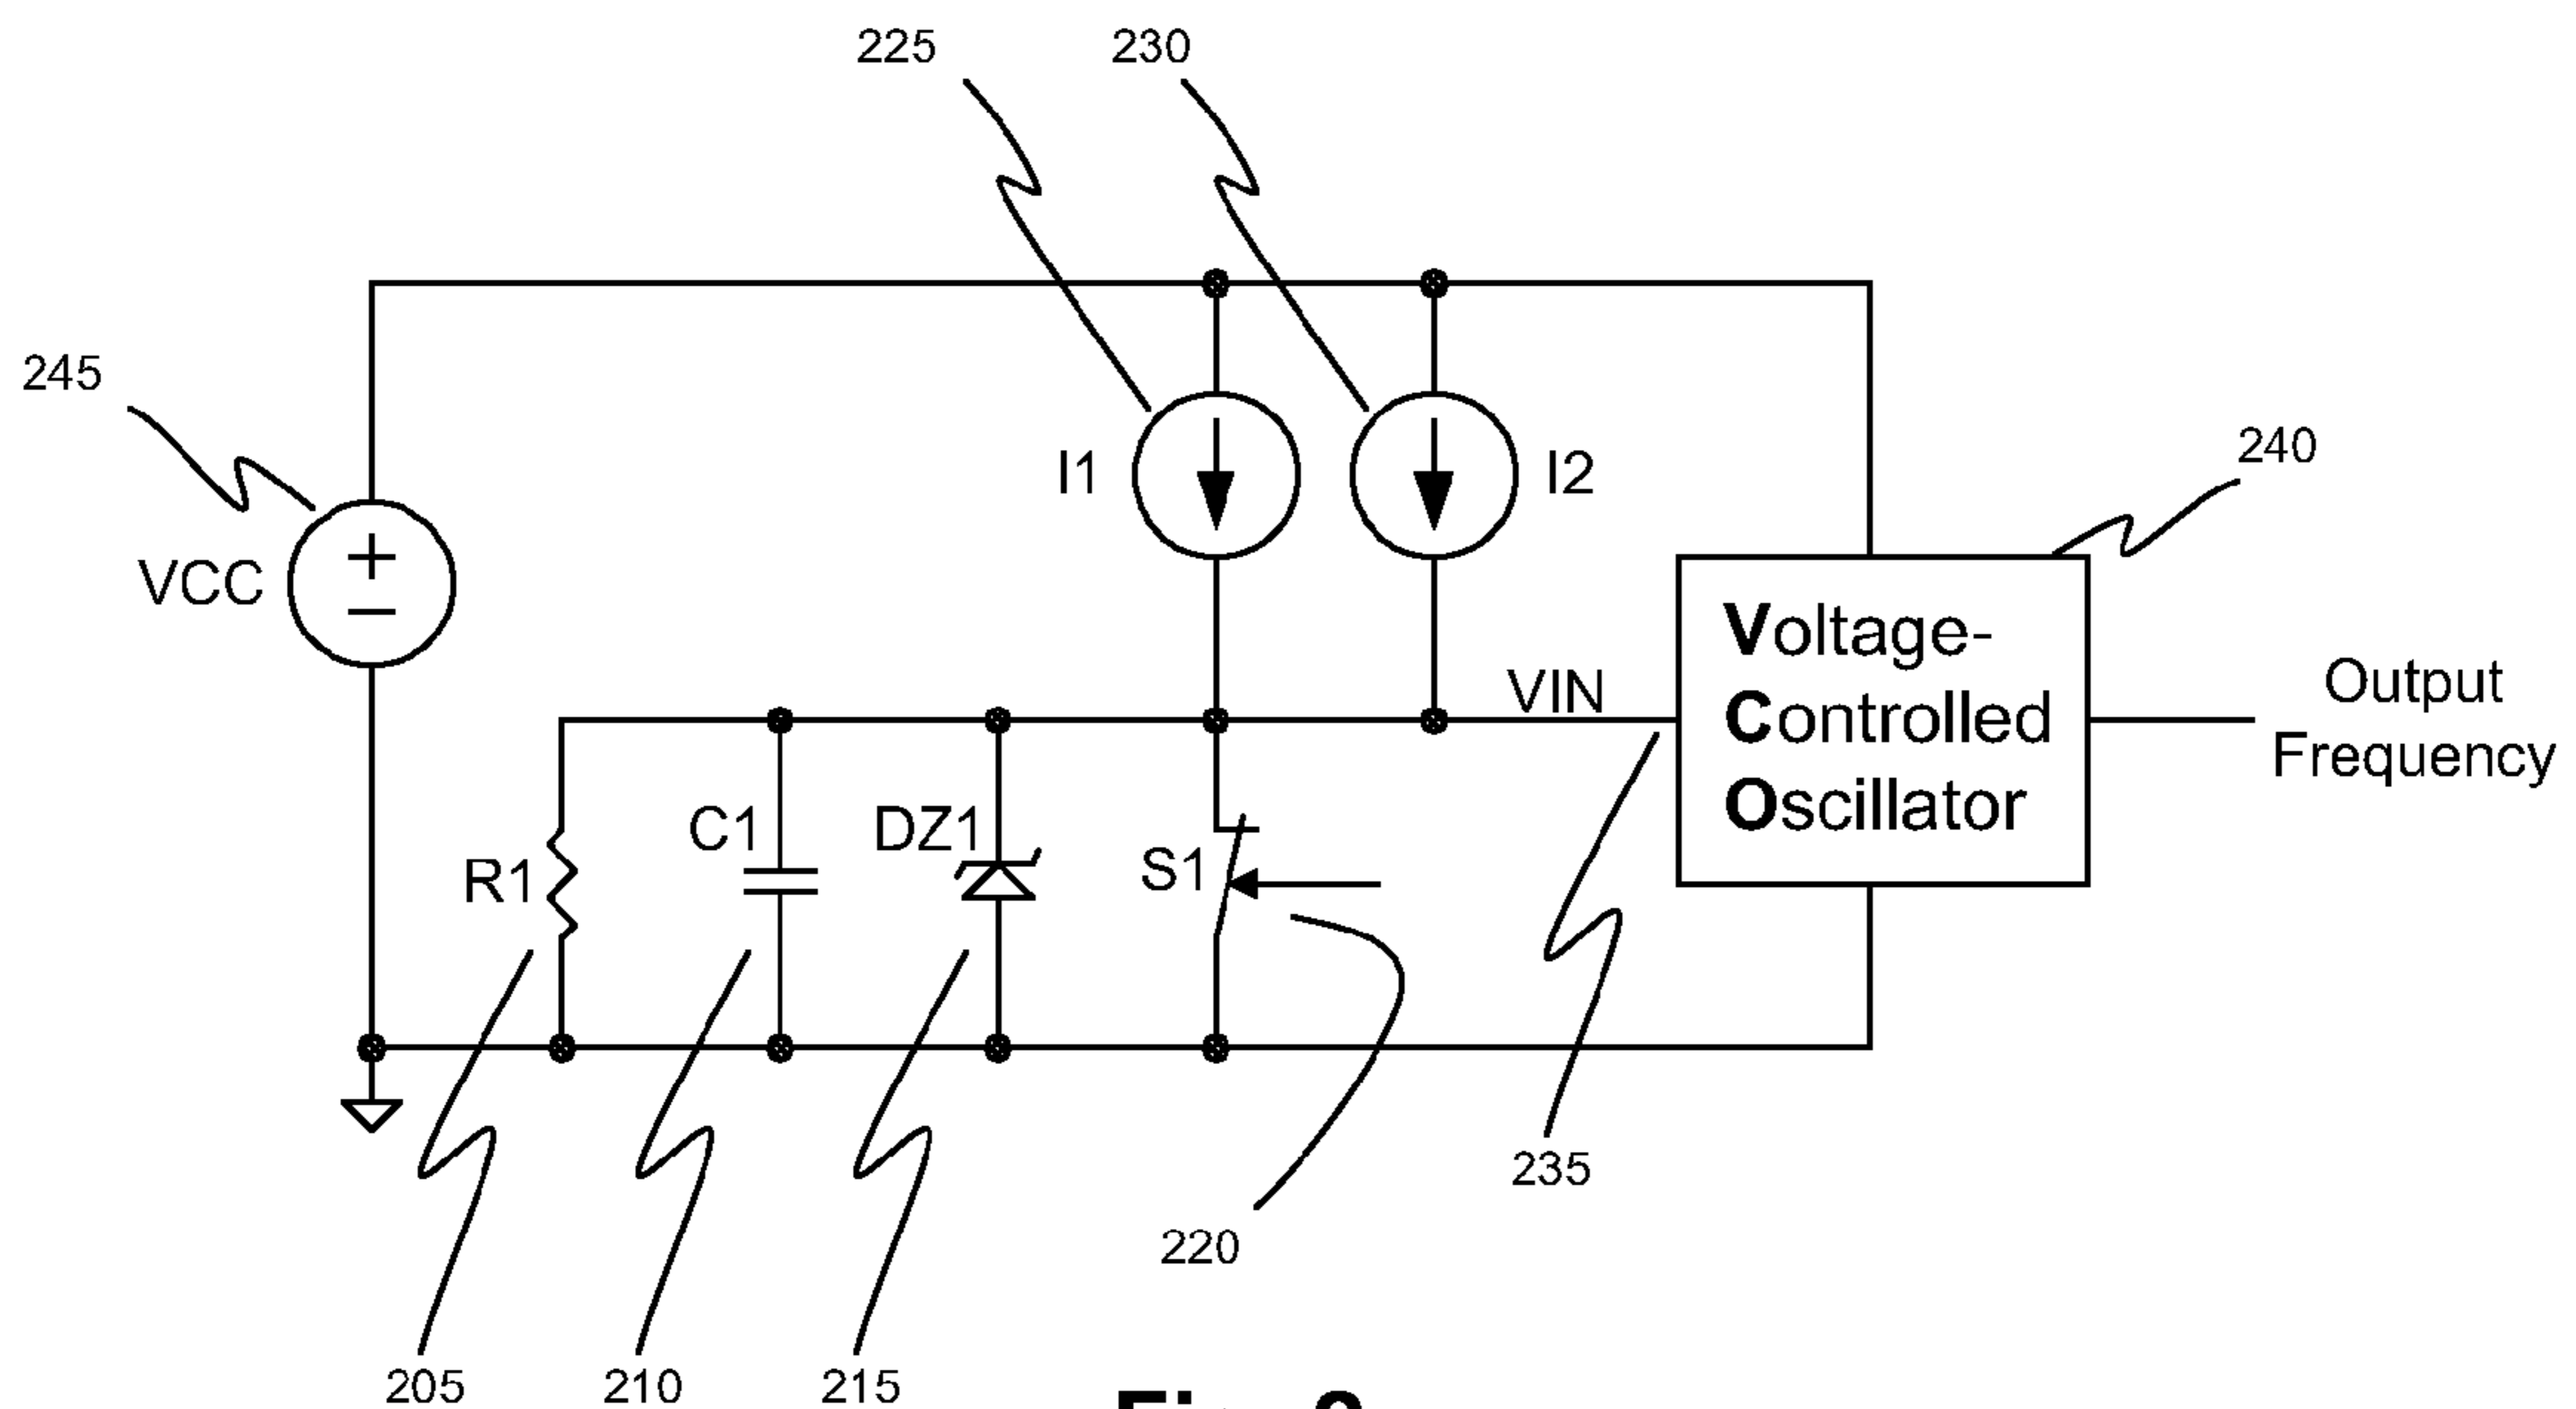 225
230
245
I1
I2
240
VCC
+
−
Voltage-
Controlled
Oscillator
VIN
Output
Frequency
R1
C1
DZ1
S1
235
220
205
210
215